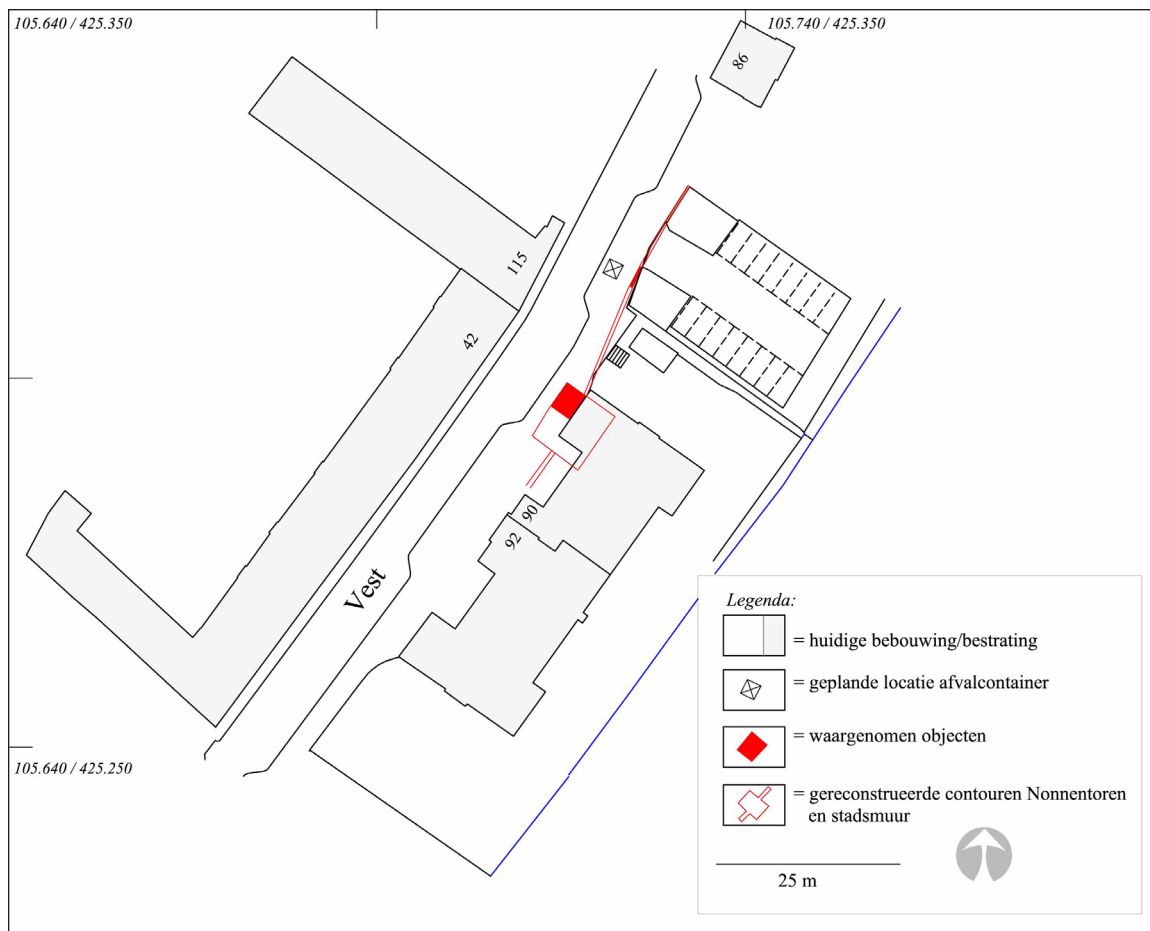 105.640 / 425.350
105.740 / 425.350
86
115
42
90
92
Vest
105.640 / 425.250
Legenda:
= huidige bebouwing/bestrating
= geplande locatie afvalcontainer
= waargenomen objecten
= gereconstrueerde contouren Nonnentoren
en stadsmuur
25 m